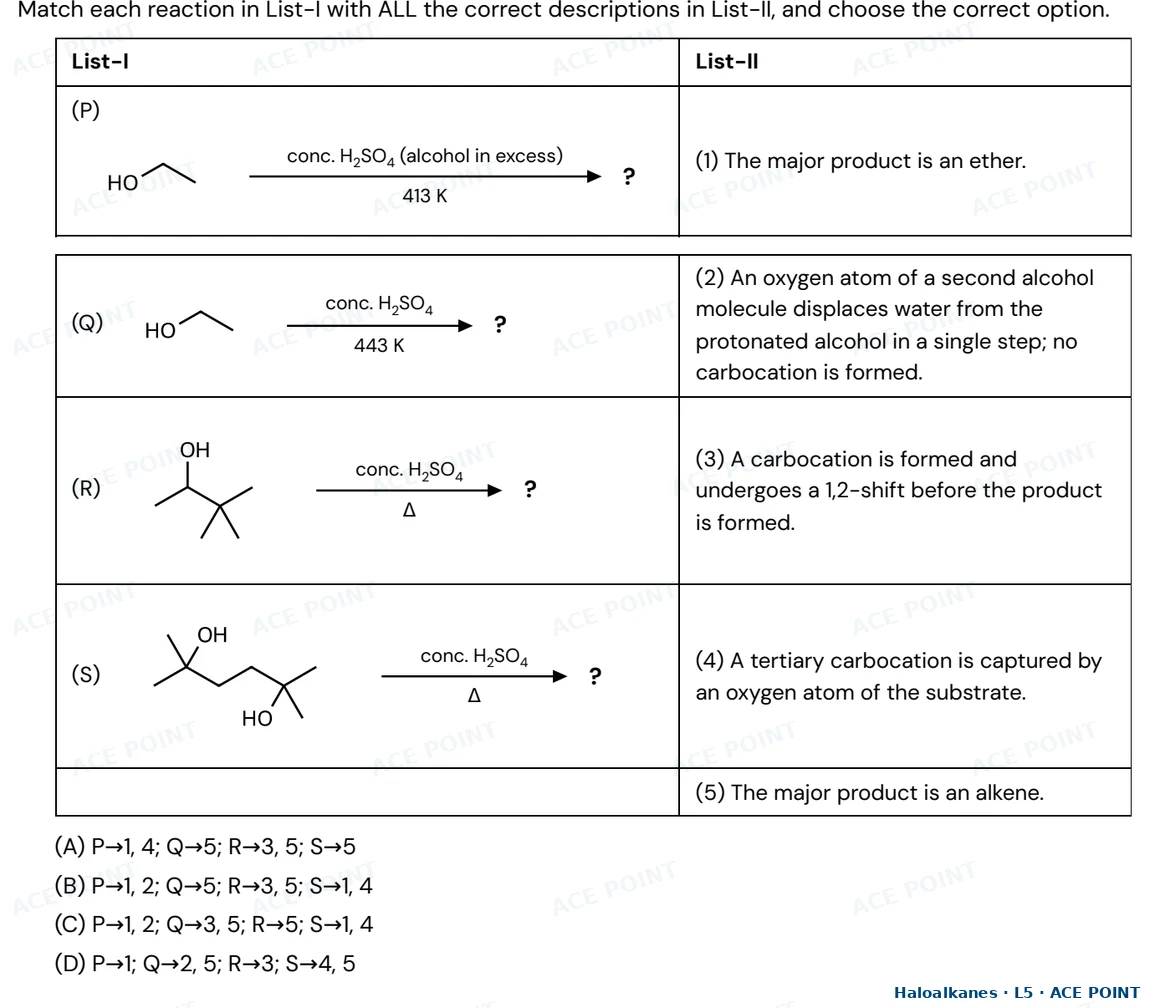 Match each reaction in List-I with ALL the correct descriptions in List-II, and choose the correct option.
List-I
List-II
(P)
HO
conc. H₂SO₄ (alcohol in excess)
413 K
?
(1) The major product is an ether.
(Q)
HO
conc. H₂SO₄
443 K
?
(2) An oxygen atom of a second alcohol
molecule displaces water from the
protonated alcohol in a single step; no
carbocation is formed.
(R)
OH
conc. H₂SO₄
Δ
?
(3) A carbocation is formed and
undergoes a 1,2-shift before the product
is formed.
(S)
OH
HO
conc. H₂SO₄
Δ
?
(4) A tertiary carbocation is captured by
an oxygen atom of the substrate.
(5) The major product is an alkene.
(A) P→1, 4; Q→5; R→3, 5; S→5
(B) P→1, 2; Q→5; R→3, 5; S→1, 4
(C) P→1, 2; Q→3, 5; R→5; S→1, 4
(D) P→1; Q→2, 5; R→3; S→4, 5
Haloalkanes · L5 · ACE POINT
ACE POINT